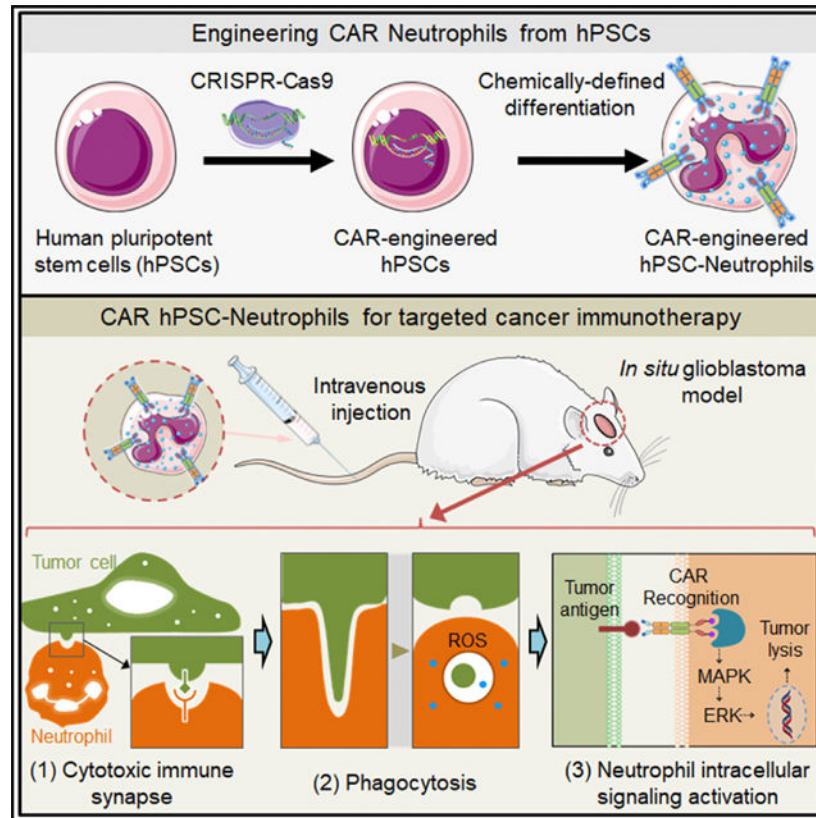 Engineering CAR Neutrophils from hPSCs
CRISPR-Cas9
Chemically-defined
differentiation
Human pluripotent
stem cells (hPSCs)
CAR-engineered
hPSCs
CAR-engineered
hPSC-Neutrophils
CAR hPSC-Neutrophils for targeted cancer immunotherapy
Intravenous
injection
In situ glioblastoma
model
Tumor cell
Neutrophil
(1) Cytotoxic immune
synapse
ROS
(2) Phagocytosis
Tumor
antigen
CAR
Recognition
MAPK
ERK
Tumor
lysis
(3) Neutrophil intracellular
signaling activation